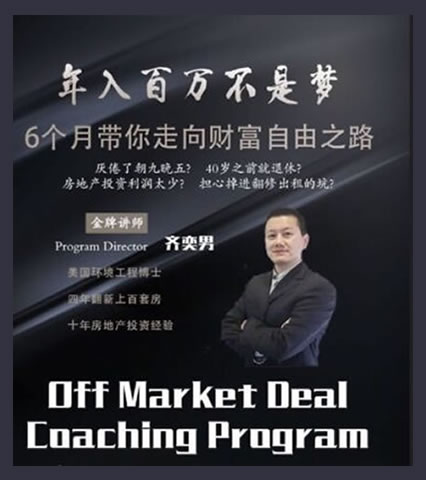 年入百万不是梦
6个月带你走向财富自由之路
厌倦了朝九晚五? 40岁之前就退休?
房地产投资利润太少? 担心掉进翻修出租的坑?
金牌讲师
Program Director 齐奕男
美国环境工程博士
四年翻新上百套房
十年房地产投资经验
Off Market Deal
Coaching Program